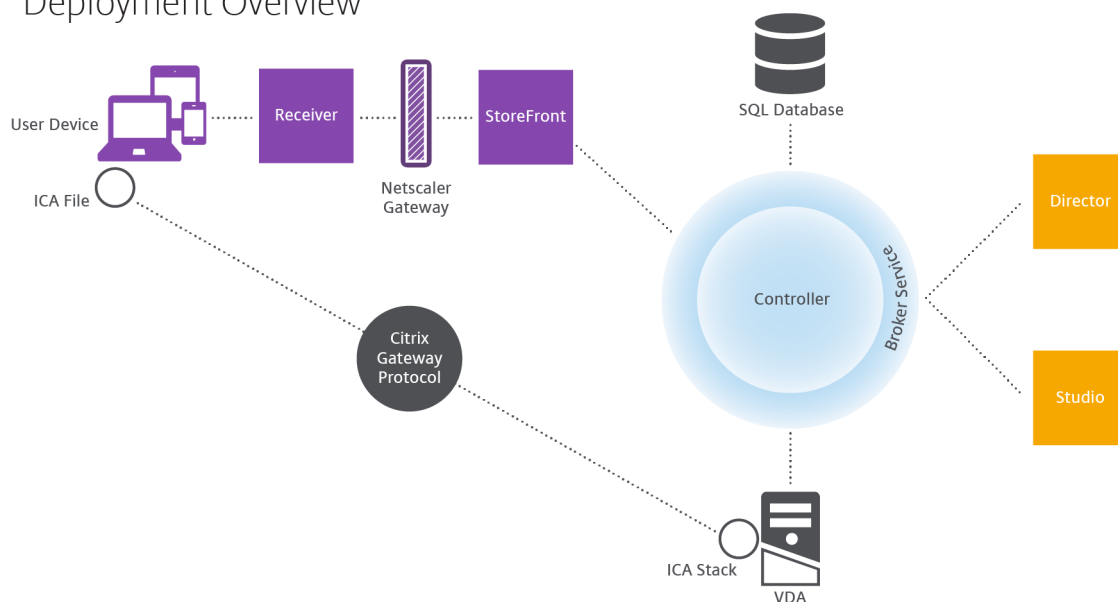 Deployment Overview
SQL Database
User Device
Receiver
StoreFront
Netscaler
Gateway
ICA File
Director
Broker Service
Controller
Citrix
Gateway
Protocol
Studio
ICA Stack
VDA